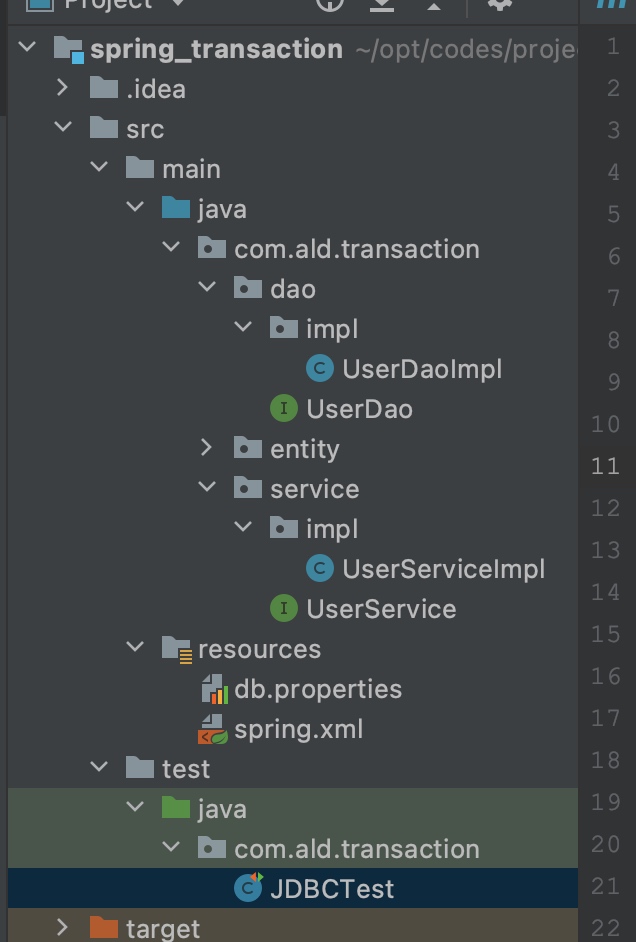 Project
spring_transaction ~/opt/codes/proje
.idea
src
main
java
com.ald.transaction
dao
impl
C UserDaoImpl
I UserDao
entity
service
impl
C UserServiceImpl
I UserService
resources
db.properties
spring.xml
test
java
com.ald.transaction
C JDBCTest
target
1
2
3
4
5
6
7
8
9
10
11
12
13
14
15
16
17
18
19
20
21
22